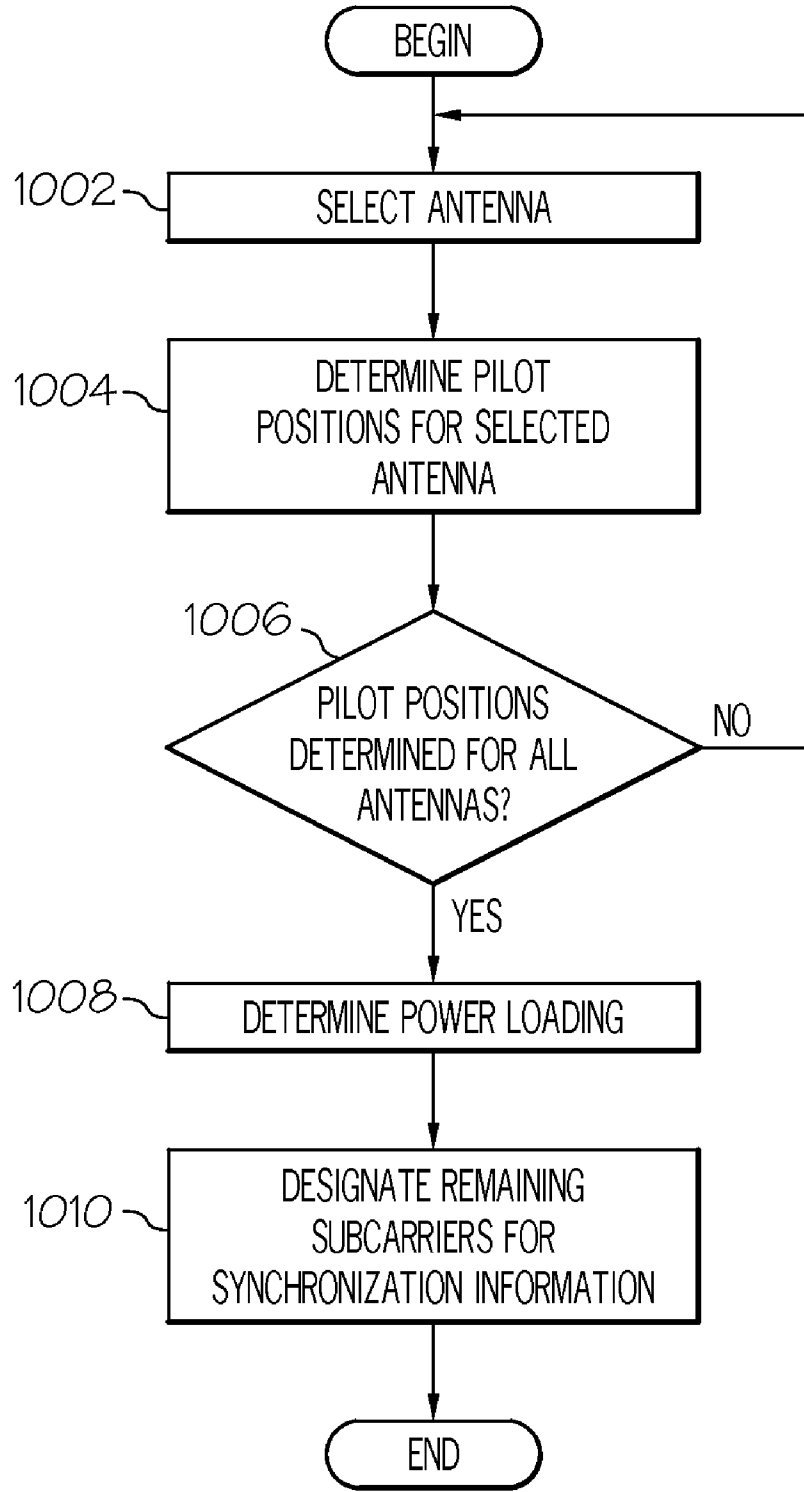 BEGIN
1002
SELECT ANTENNA
1004
DETERMINE PILOT
POSITIONS FOR SELECTED
ANTENNA
1006
PILOT POSITIONS
DETERMINED FOR ALL
ANTENNAS?
NO
YES
1008
DETERMINE POWER LOADING
1010
DESIGNATE REMAINING
SUBCARRIERS FOR
SYNCHRONIZATION INFORMATION
END